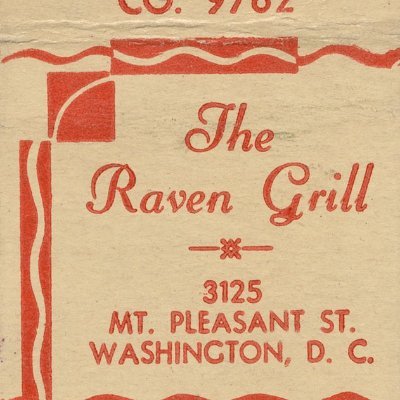 CO. 9762
The
Raven Grill
3125
MT. PLEASANT ST.
WASHINGTON, D. C.